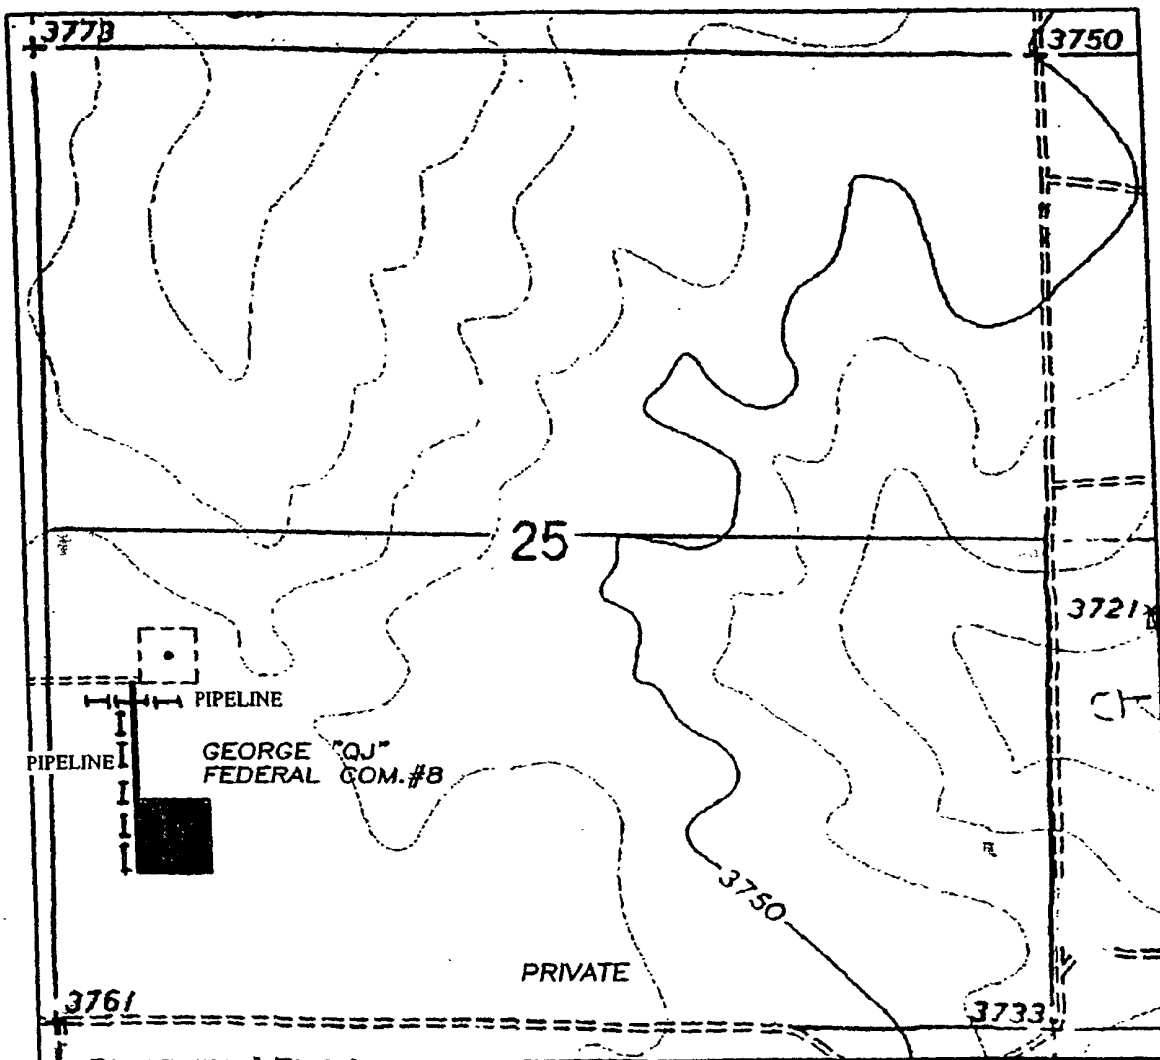 3773
3750
25
3721
PIPELINE
PIPELINE
GEORGE "QJ"
FEDERAL COM.#8
3750
PRIVATE
3761
3733